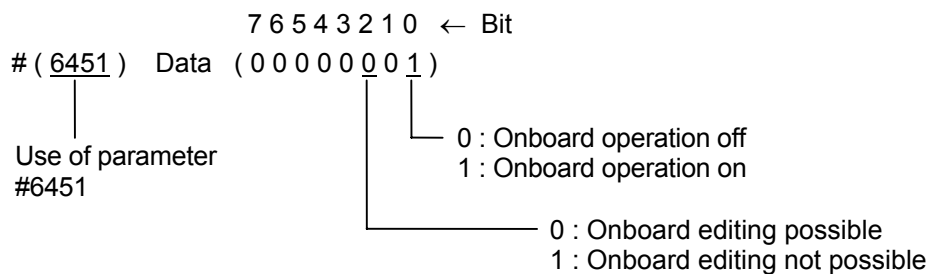 7 6 5 4 3 2 1 0 ← Bit
# ( 6451 ) Data ( 0 0 0 0 0 0 0 1 )
0 : Onboard operation off
1 : Onboard operation on
Use of parameter
#6451
0 : Onboard editing possible
1 : Onboard editing not possible